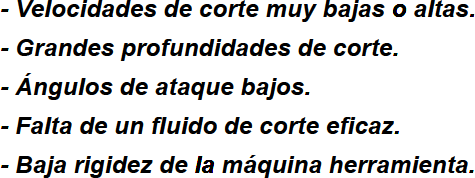 - Velocidades de corte muy bajas o altas.
- Grandes profundidades de corte.
- Ángulos de ataque bajos.
- Falta de un fluido de corte eficaz.
- Baja rigidez de la máquina herramienta.